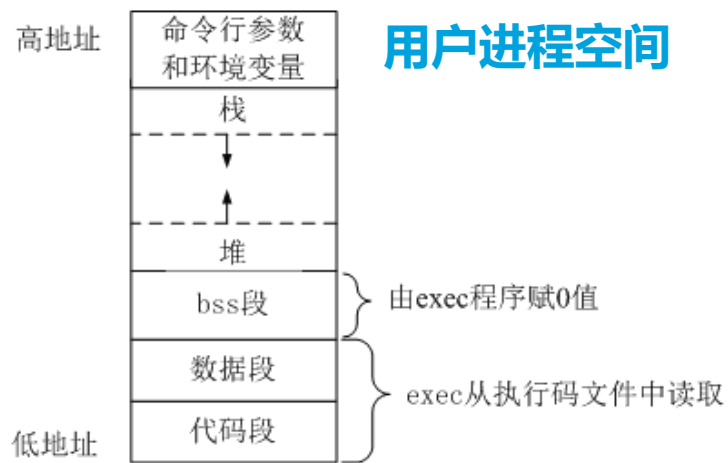 高地址
命令行参数
和环境变量
用户进程空间
栈
堆
bss段
由exec程序赋0值
数据段
exec从执行码文件中读取
代码段
低地址